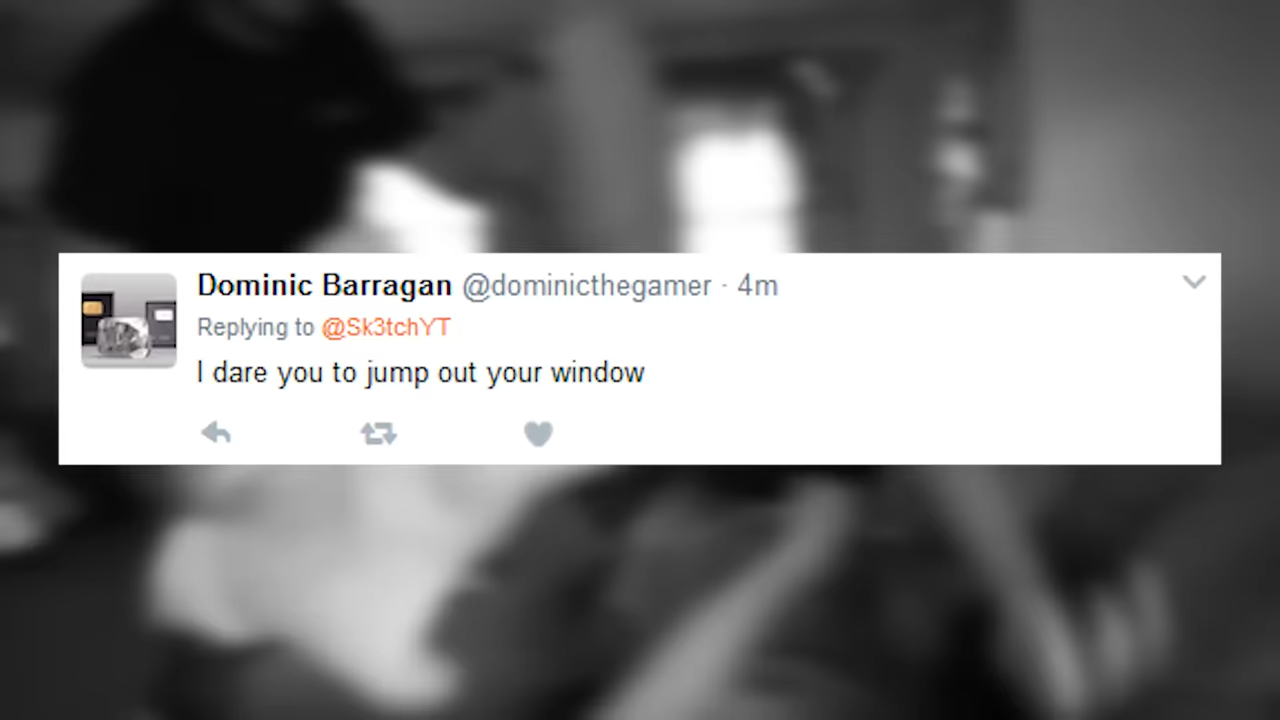 Dominic Barragan @dominicthegamer · 4m
Replying to @Sk3tchYT
I dare you to jump out your window